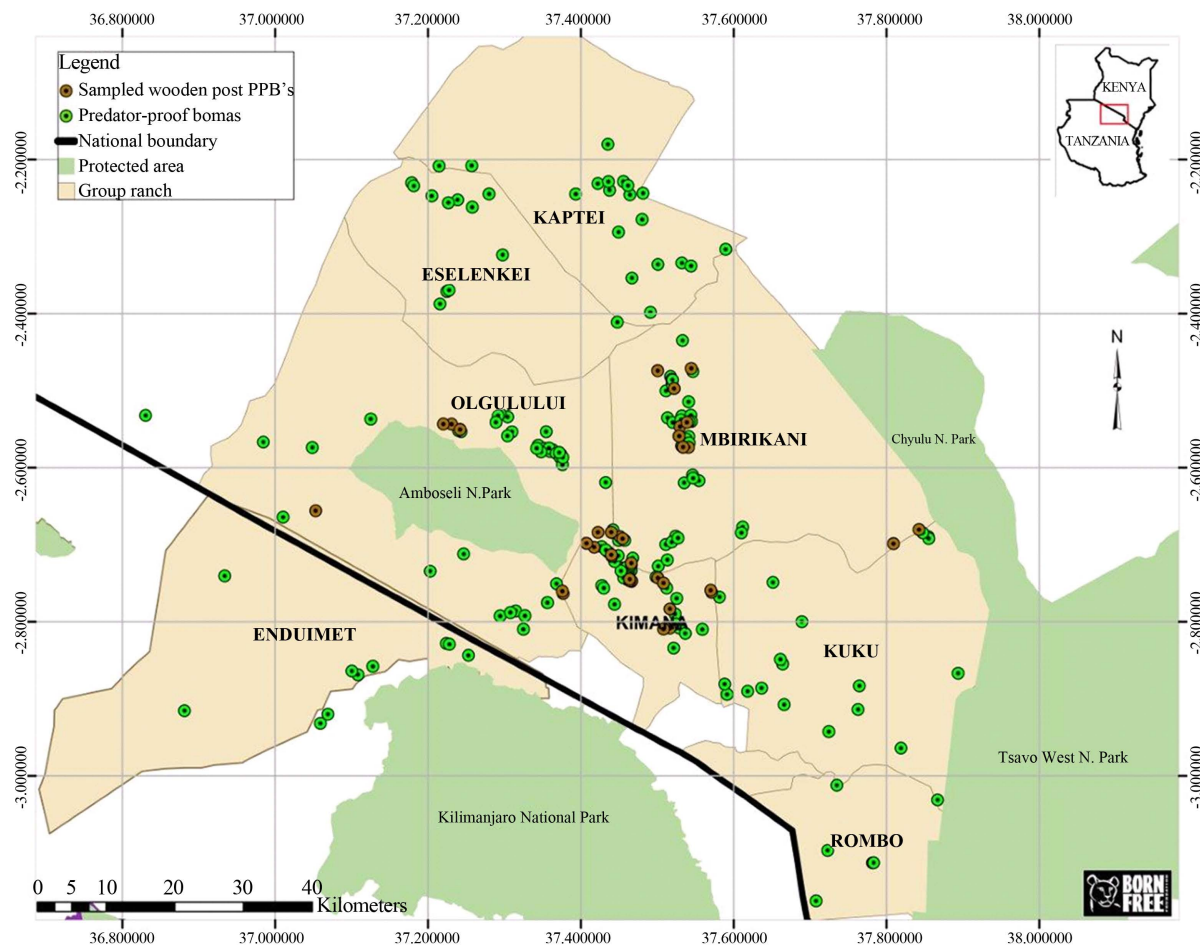 36.800000 37.000000 37.200000 37.400000 37.600000 37.800000 38.000000
Legend
Sampled wooden post PPB's
Predator-proof bomas
National boundary
Protected area
Group ranch
KENYA
TANZANIA
-2.200000 -2.200000
KAPTEI
ESELENKEI
-2.400000 -2.400000
N
OLGULULUI
MBIRIKANI
Chyulu N. Park
-2.600000 -2.600000
Amboseli N.Park
-2.800000 -2.800000
KIMANA
ENDUIMET
KUKU
Tsavo West N. Park
-3.000000 -3.000000
Kilimanjaro National Park
ROMBO
0 5 10 20 30 40
Kilometers
BORN
FREE
36.800000 37.000000 37.200000 37.400000 37.600000 37.800000 38.000000